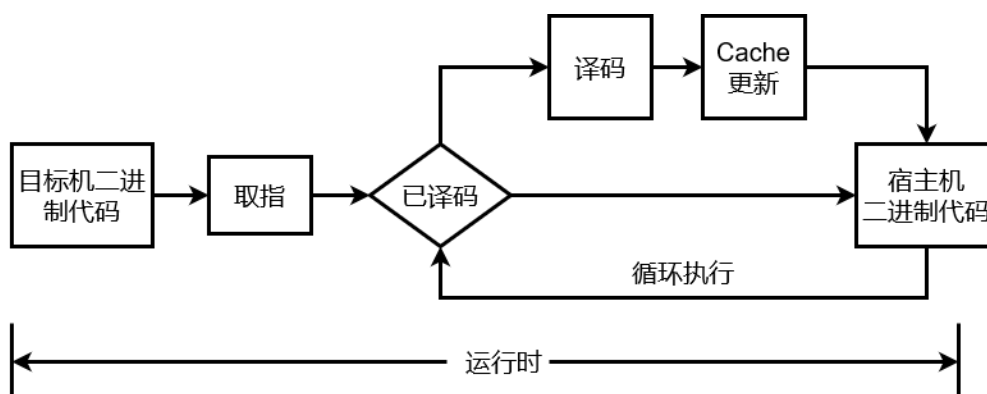 译码
Cache
更新
目标机二进
制代码
取指
已译码
宿主机
二进制代码
循环执行
运行时